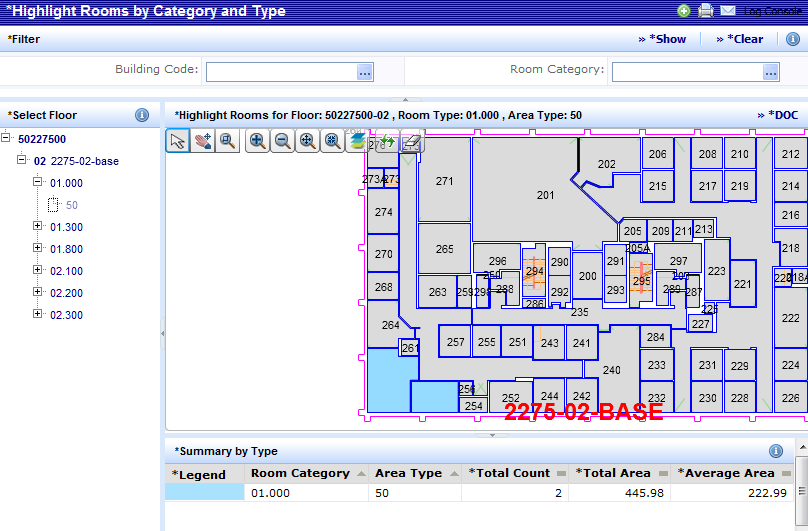 *Highlight Rooms by Category and Type
Log Console
*Filter
» *Show » *Clear
Building Code: ...
Room Category: ...
*Select Floor
50227500
02 2275-02-base
01.000
50
01.300
01.800
02.100
02.200
02.300
*Highlight Rooms for Floor: 50227500-02 , Room Type: 01.000 , Area Type: 50
» *DOC
202 206 208 210 212
271 201 215 217 219 214
274 216
205 209 211 213
265 205A 218
270 296 294 290 200 291 295 297 223
268 263 298 288 292 293 289 287 221
286 235 222
264 227
257 255 251 243 241 284
261 240 233 231 229 224
256 254 252 244 242 232 230 228 226
2275-02-BASE
*Summary by Type
*Legend Room Category Area Type *Total Count *Total Area *Average Area
01.000 50 2 445.98 222.99